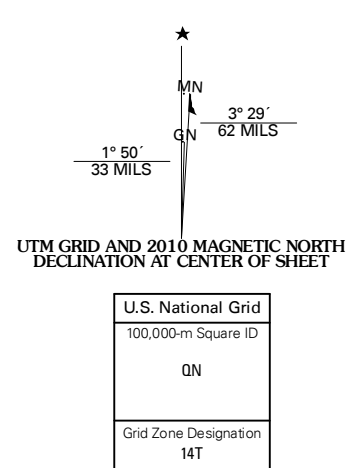 ★
MN
3° 29´
62 MILS
GN
1° 50´
33 MILS
UTM GRID AND 2010 MAGNETIC NORTH
DECLINATION AT CENTER OF SHEET
U.S. National Grid
100,000-m Square ID
QN
Grid Zone Designation
14T